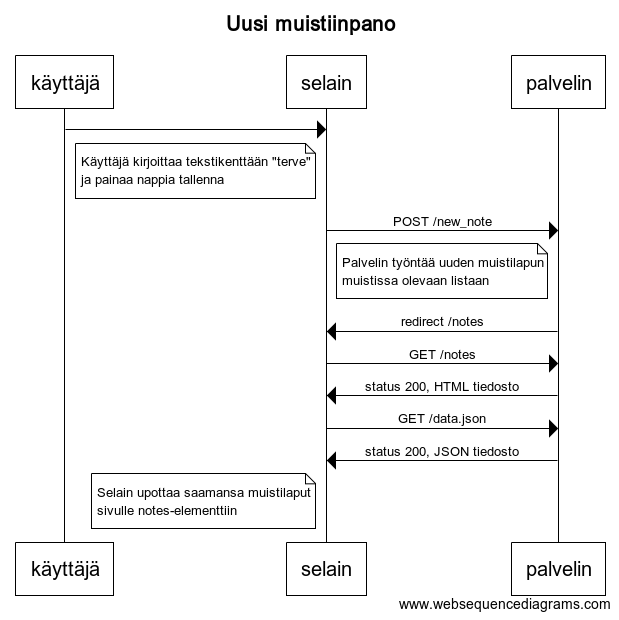 Uusi muistiinpano
käyttäjä
selain
palvelin
Käyttäjä kirjoittaa tekstikenttään "terve"
ja painaa nappia tallenna
POST /new_note
Palvelin työntää uuden muistilapun
muistissa olevaan listaan
redirect /notes
GET /notes
status 200, HTML tiedosto
GET /data.json
status 200, JSON tiedosto
Selain upottaa saamansa muistilaput
sivulle notes-elementtiin
käyttäjä
selain
palvelin
www.websequencediagrams.com